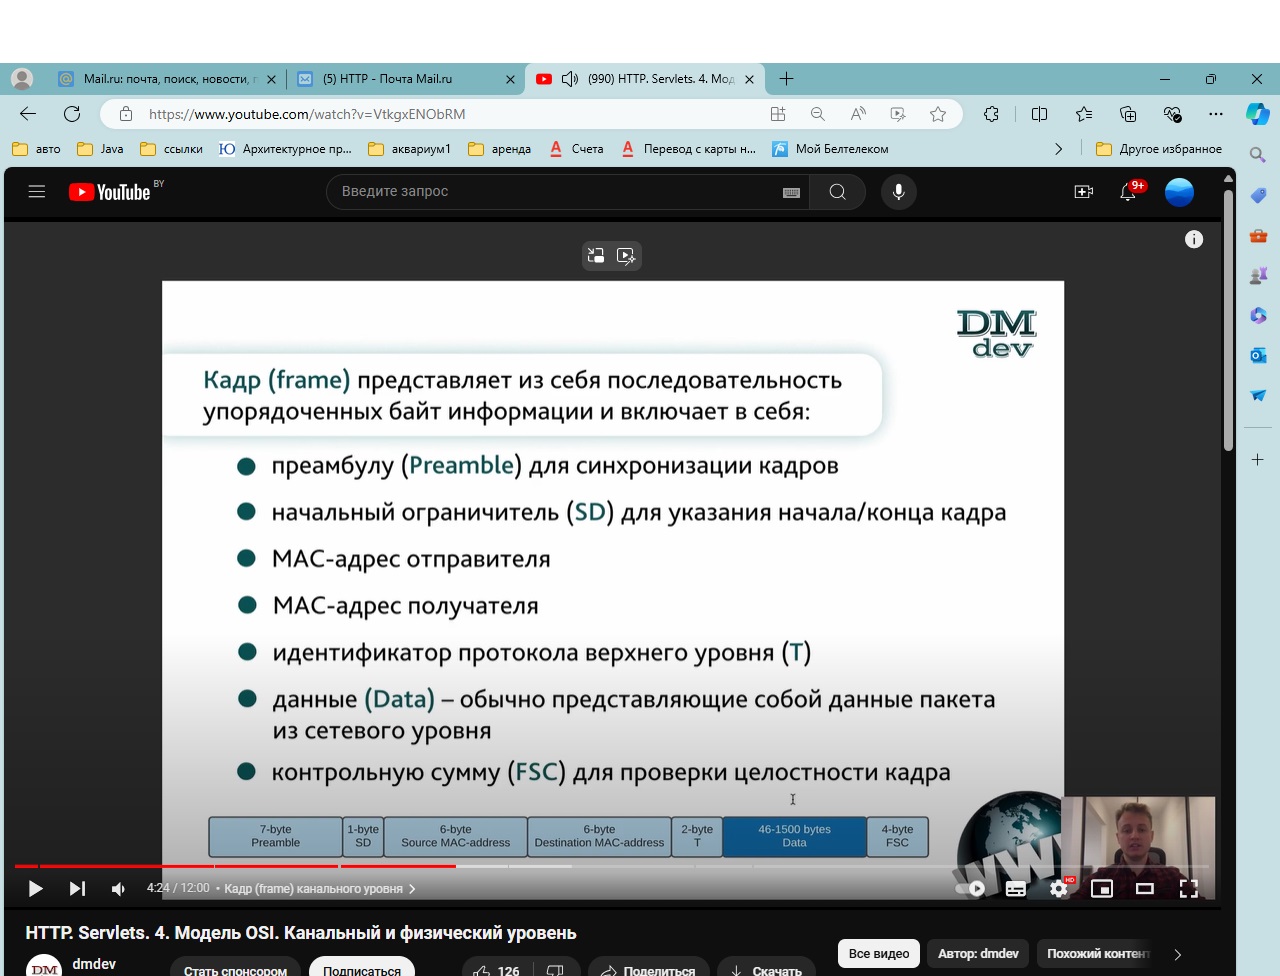 Mail.ru: почта, поиск, новости, г
(5) HTTP - Почта Mail.ru
(990) HTTP. Servlets. 4. Мод
https://www.youtube.com/watch?v=VtkgxENObRM
авто
Java
ссылки
Ю Архитектурное пр...
аквариум1
аренда
А Счета
А Перевод с карты н...
Мой Белтелеком
Другое избранное
YouTube BY
Введите запрос
9+
DM
dev
Кадр (frame) представляет из себя последовательность
упорядоченных байт информации и включает в себя:
преамбулу (Preamble) для синхронизации кадров
начальный ограничитель (SD) для указания начала/конца кадра
MAC-адрес отправителя
MAC-адрес получателя
идентификатор протокола верхнего уровня (T)
данные (Data) – обычно представляющие собой данные пакета
из сетевого уровня
контрольную сумму (FSC) для проверки целостности кадра
7-byte
Preamble
1-byte
SD
6-byte
Source MAC-address
6-byte
Destination MAC-address
2-byte
T
46-1500 bytes
Data
4-byte
FSC
WWW
4:24 / 12:00 • Кадр (frame) канального уровня
HD
HTTP. Servlets. 4. Модель OSI. Канальный и физический уровень
Все видео
Автор: dmdev
Похожий контент
DM
dmdev
Стать спонсором
Подписаться
126
Поделиться
Скачать